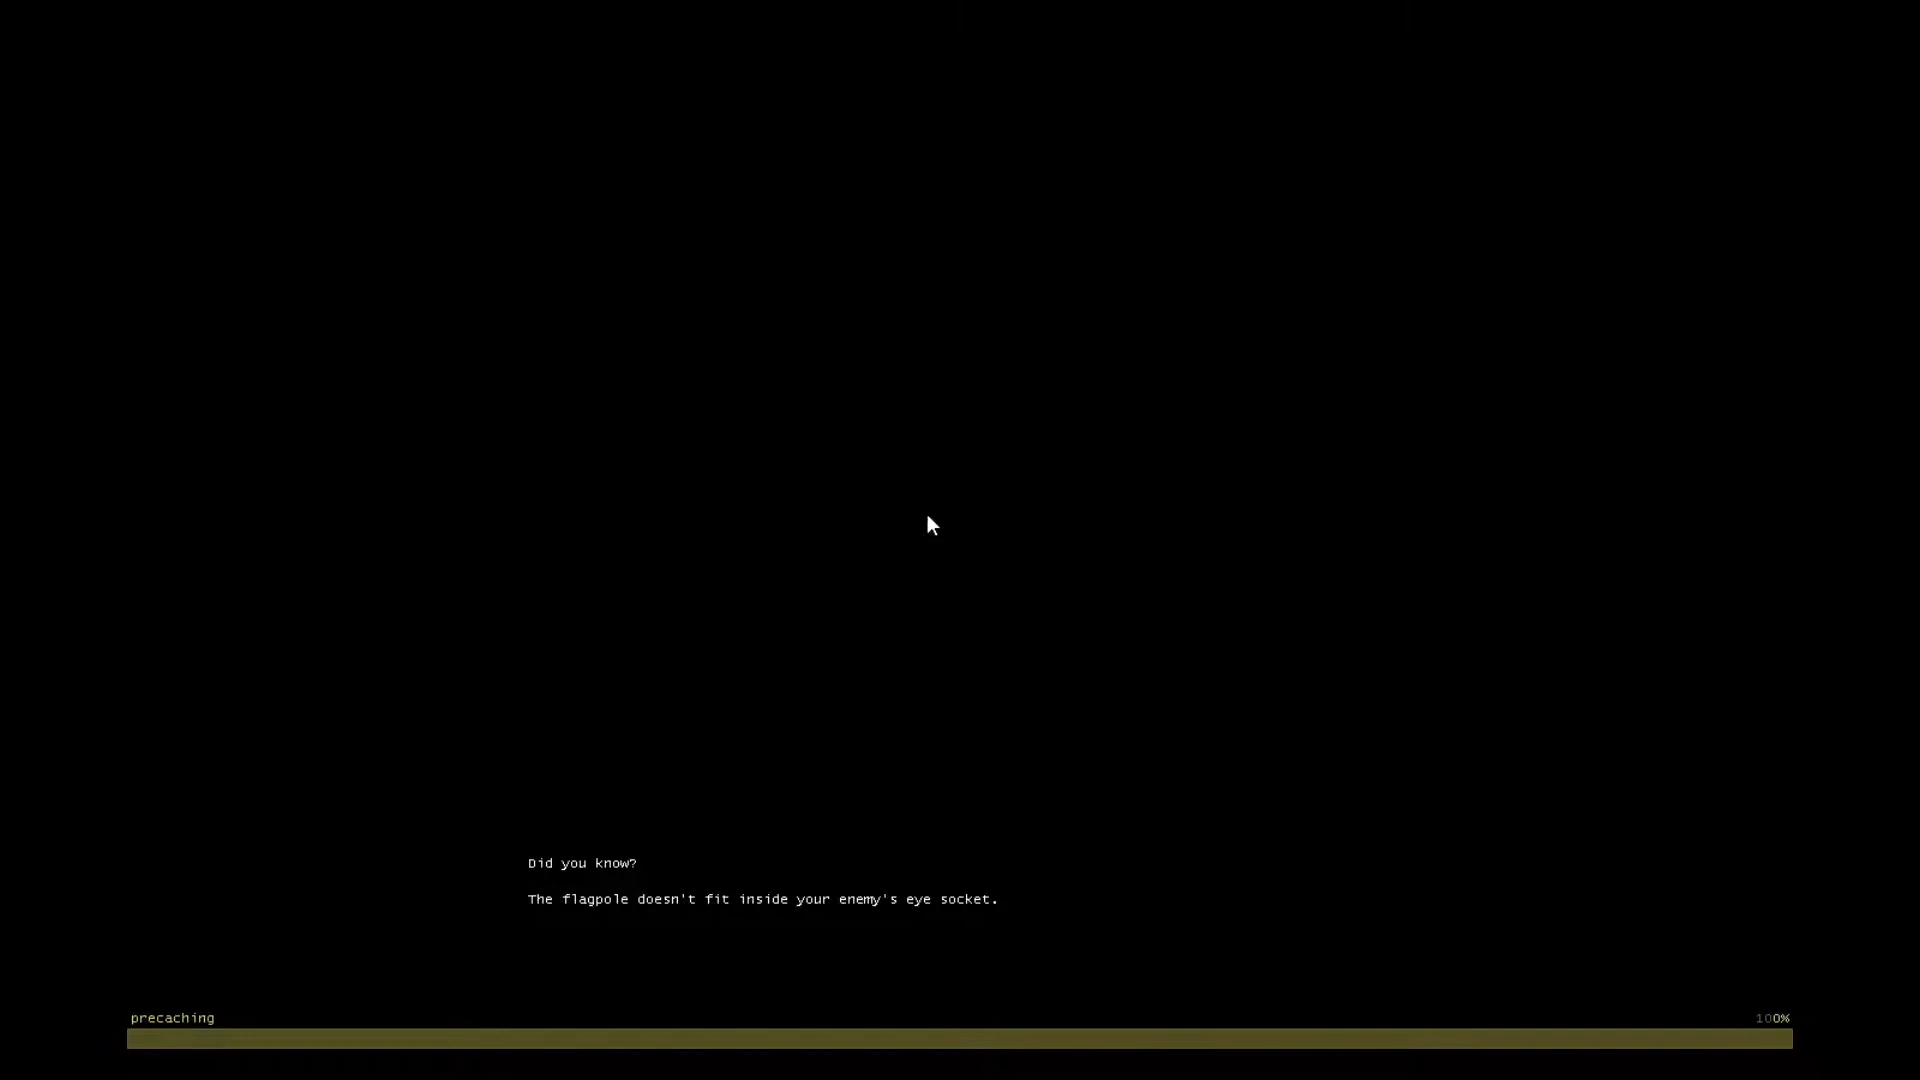 Did you know?
The flagpole doesn't fit inside your enemy's eye socket.
precaching
100%